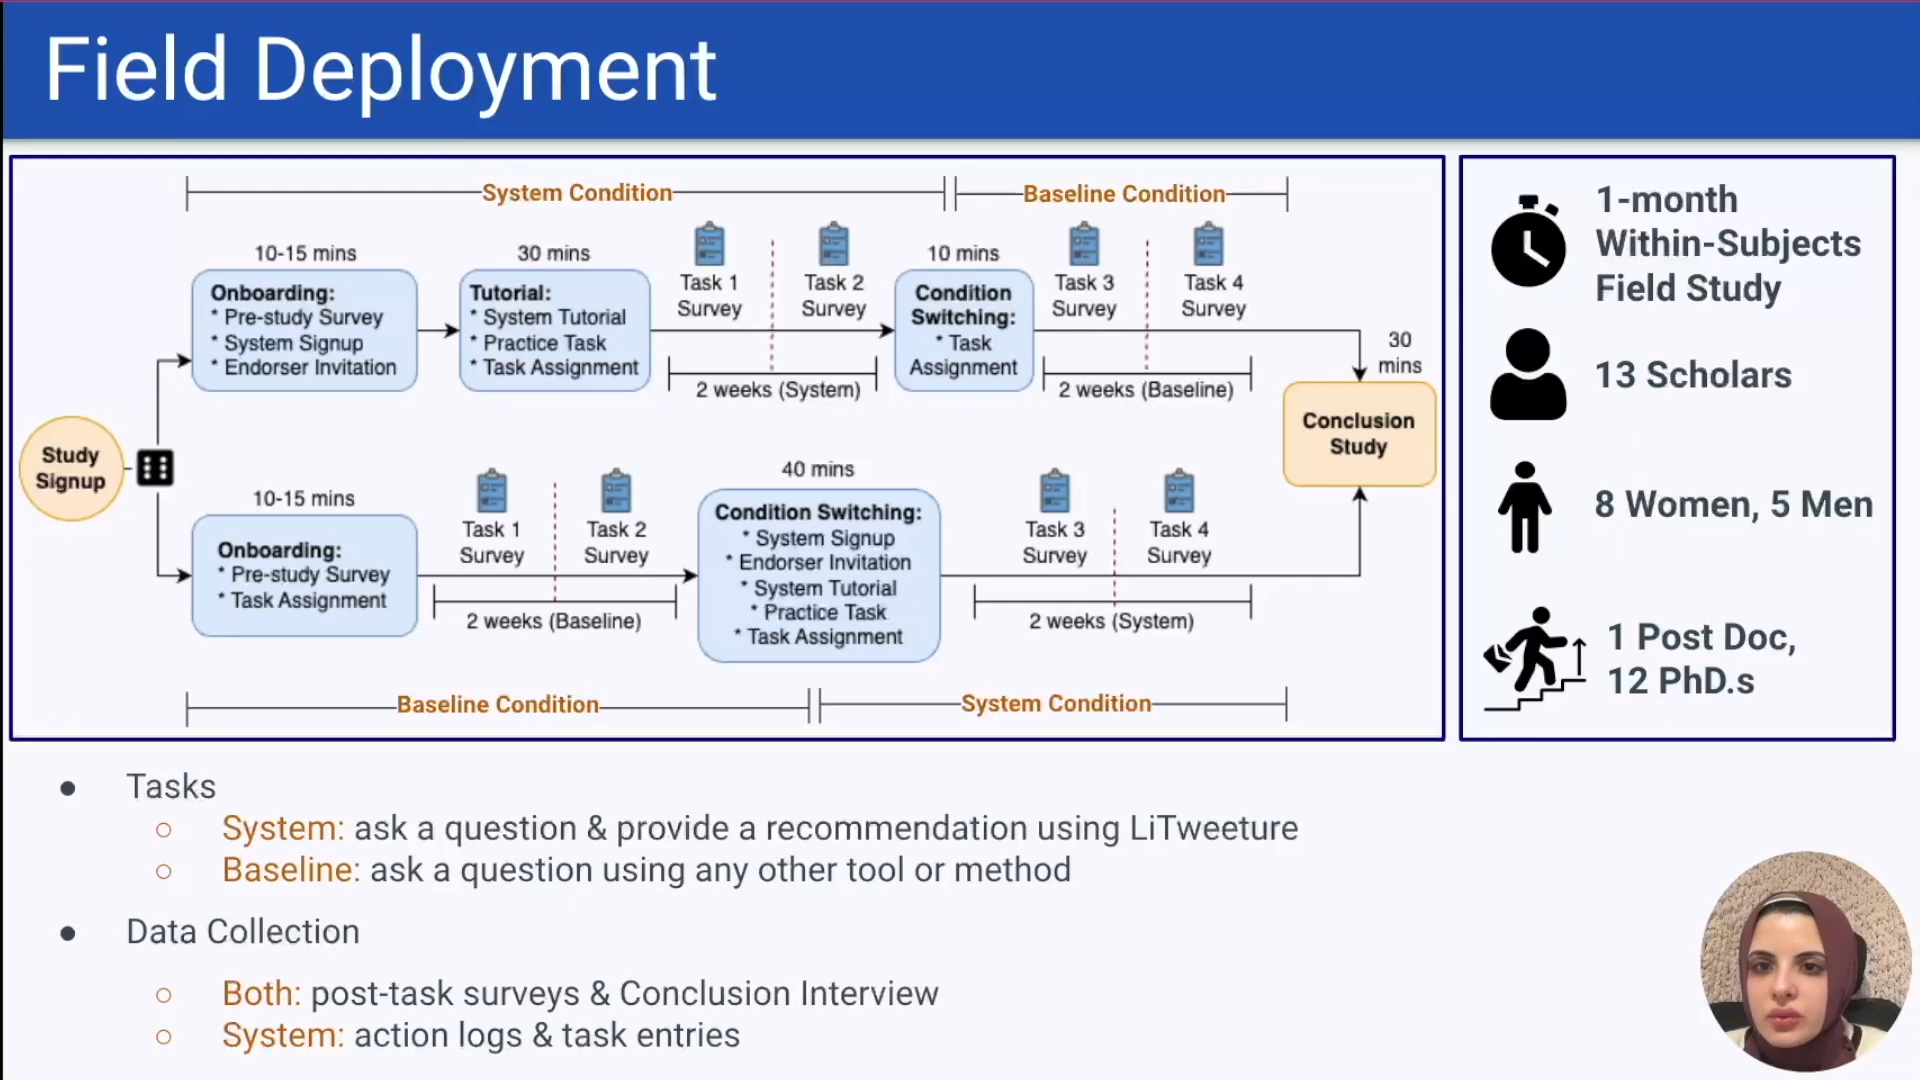 Field Deployment
System Condition
Baseline Condition
10-15 mins
Onboarding:
* Pre-study Survey
* System Signup
* Endorser Invitation
30 mins
Tutorial:
* System Tutorial
* Practice Task
* Task Assignment
Task 1
Survey
Task 2
Survey
2 weeks (System)
10 mins
Condition
Switching:
* Task
Assignment
Task 3
Survey
Task 4
Survey
2 weeks (Baseline)
30
mins
Conclusion
Study
Study
Signup
10-15 mins
Onboarding:
* Pre-study Survey
* Task Assignment
Task 1
Survey
Task 2
Survey
2 weeks (Baseline)
40 mins
Condition Switching:
* System Signup
* Endorser Invitation
* System Tutorial
* Practice Task
* Task Assignment
Task 3
Survey
Task 4
Survey
2 weeks (System)
Baseline Condition
System Condition
1-month
Within-Subjects
Field Study
13 Scholars
8 Women, 5 Men
1 Post Doc,
12 PhD.s
● Tasks
○ System: ask a question & provide a recommendation using LiTweeture
○ Baseline: ask a question using any other tool or method
● Data Collection
○ Both: post-task surveys & Conclusion Interview
○ System: action logs & task entries